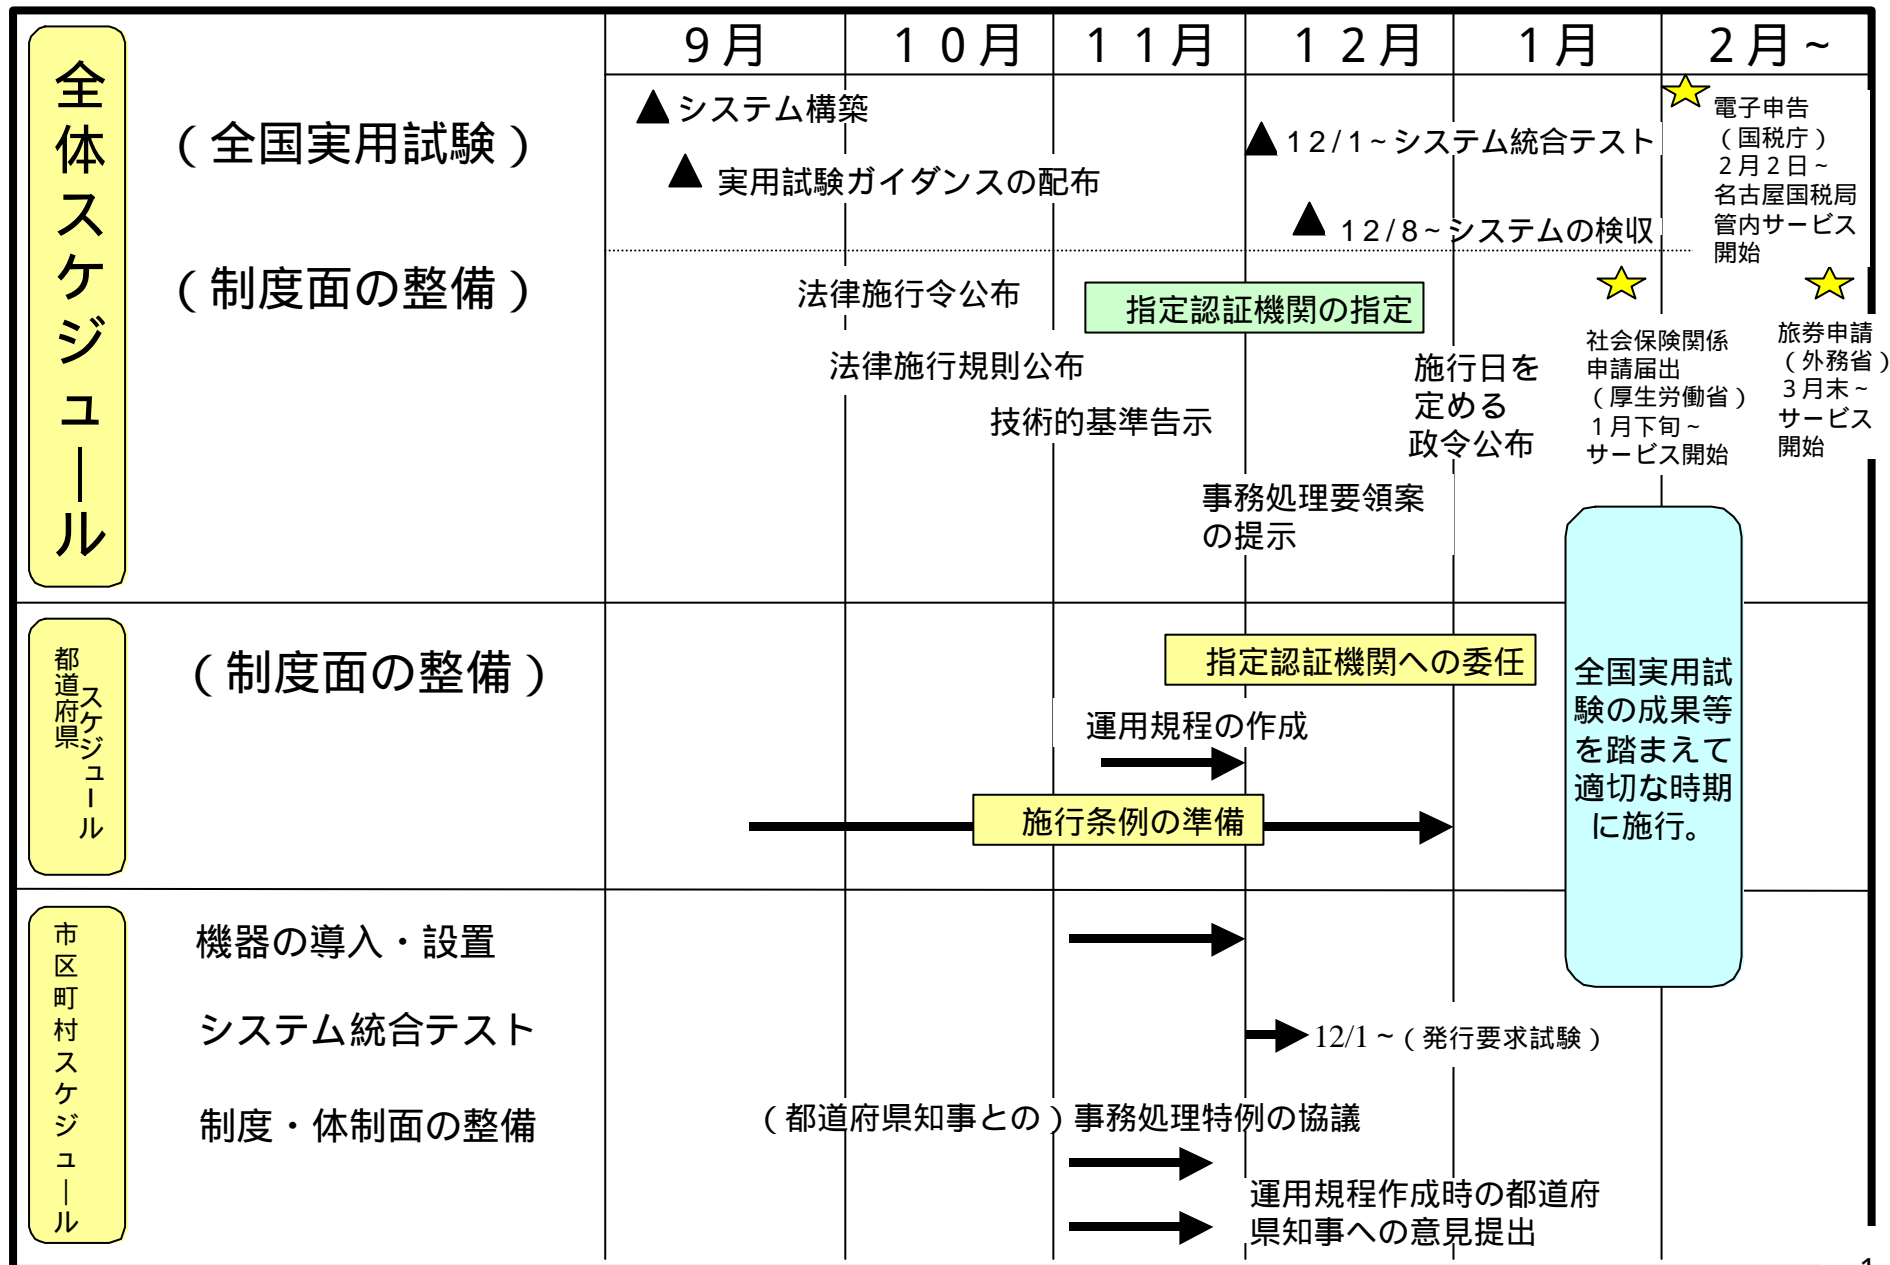 9月
10月
11月
12月
1月
2月~
全体スケジュール
(全国実用試験)
▲システム構築
▲ 実用試験ガイダンスの配布
▲12/1~システム統合テスト
▲ 12/8~システムの検収
電子申告
(国税庁)
2月2日~
名古屋国税局
管内サービス
開始
(制度面の整備)
法律施行令公布
指定認証機関の指定
法律施行規則公布
技術的基準告示
施行日を
定める
政令公布
事務処理要領案
の提示
社会保険関係
申請届出
(厚生労働省)
1月下旬~
サービス開始
旅券申請
(外務省)
3月末~
サービス
開始
都道府県
スケジュール
(制度面の整備)
指定認証機関への委任
運用規程の作成
施行条例の準備
全国実用試
験の成果等
を踏まえて
適切な時期
に施行。
市区町村スケジュール
機器の導入・設置
システム統合テスト
12/1~(発行要求試験)
制度・体制面の整備
(都道府県知事との)事務処理特例の協議
運用規程作成時の都道府
県知事への意見提出